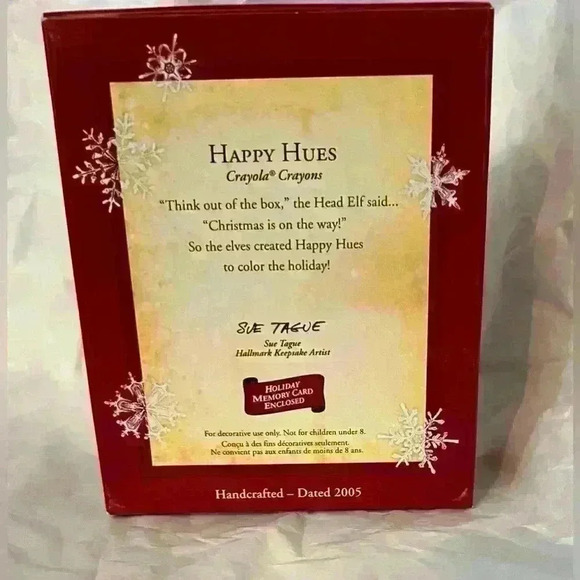 HAPPY HUES
Crayola® Crayons
“Think out of the box,” the Head Elf said...
“Christmas is on the way!”
So the elves created Happy Hues
to color the holiday!
SUE TAGUE
Sue Tague
Hallmark Keepsake Artist
HOLIDAY
MEMORY CARD
ENCLOSED
For decorative use only. Not for children under 8.
Conçu à des fins décoratives seulement.
Ne convient pas aux enfants de moins de 8 ans.
Handcrafted – Dated 2005